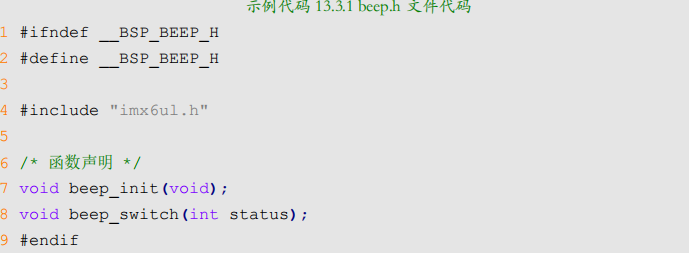 示例代码 13.3.1 beep.h 文件代码
1 #ifndef __BSP_BEEP_H
2 #define __BSP_BEEP_H
3
4 #include "imx6ul.h"
5
6 /* 函数声明 */
7 void beep_init(void);
8 void beep_switch(int status);
9 #endif